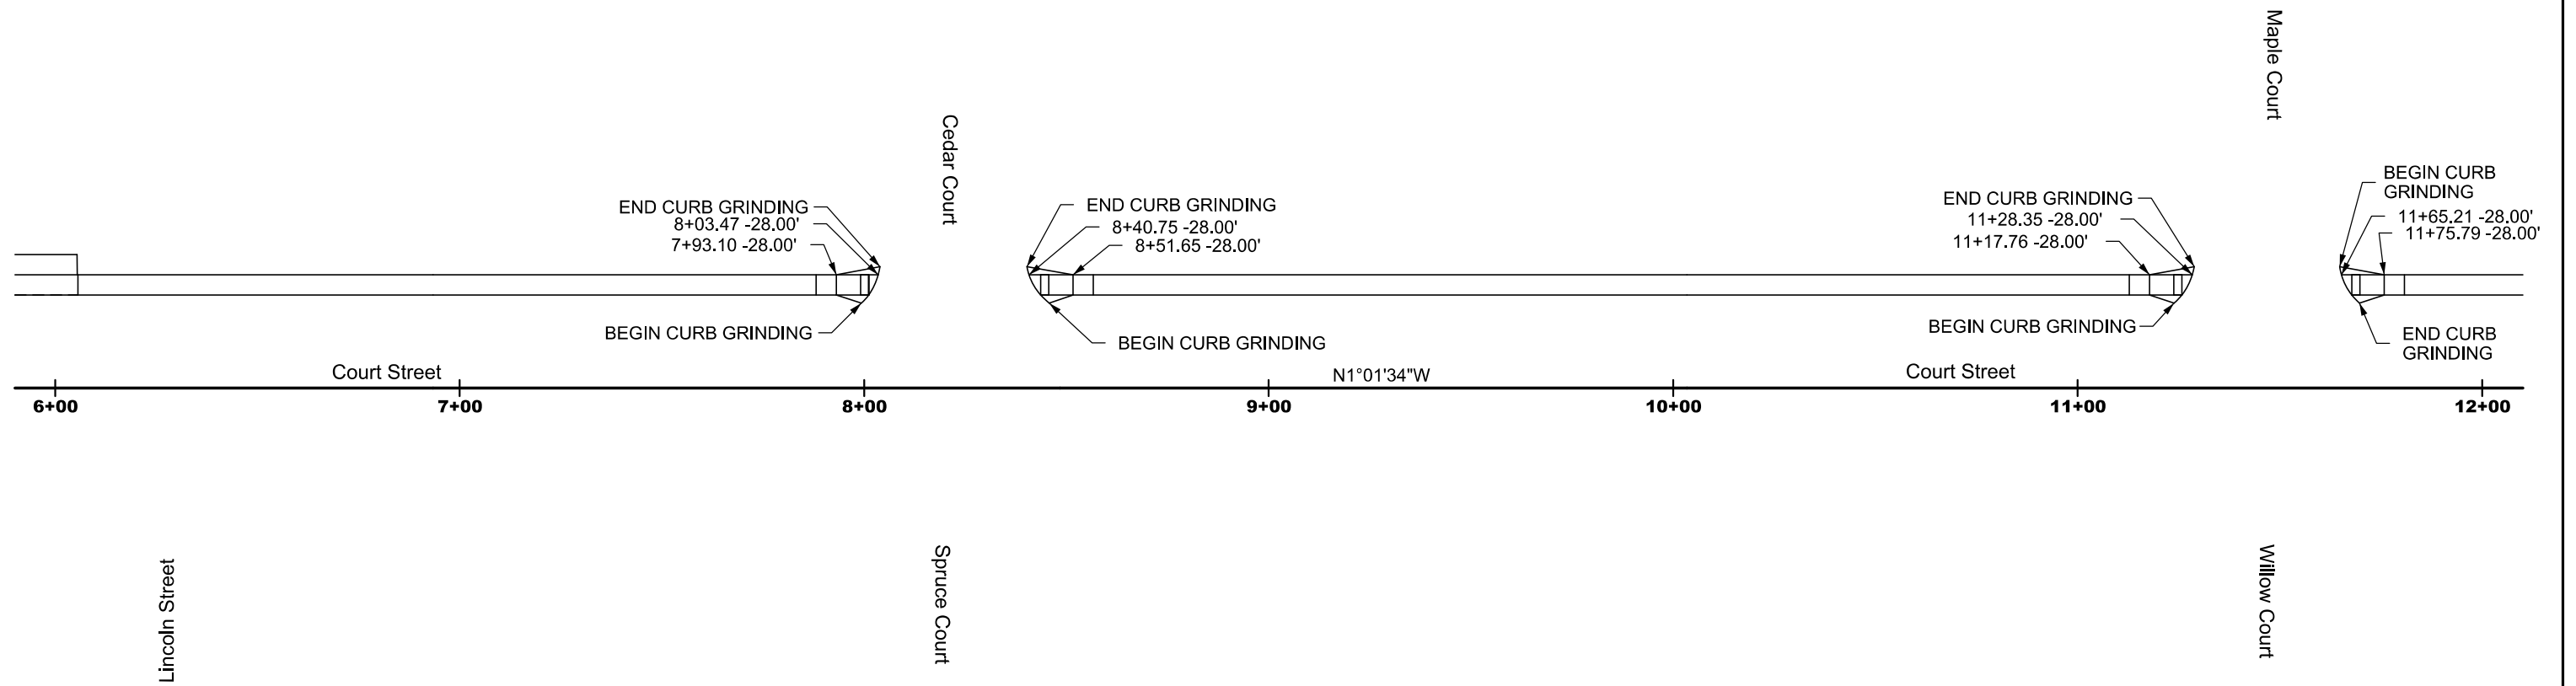 Maple Court
Cedar Court
BEGIN CURB
GRINDING
11+65.21 -28.00'
11+75.79 -28.00'
END CURB GRINDING
8+03.47 -28.00'
7+93.10 -28.00'
END CURB GRINDING
8+40.75 -28.00'
8+51.65 -28.00'
END CURB GRINDING
11+28.35 -28.00'
11+17.76 -28.00'
BEGIN CURB GRINDING
BEGIN CURB GRINDING
BEGIN CURB GRINDING
END CURB
GRINDING
Court Street
N1°01'34"W
Court Street
6+00
7+00
8+00
9+00
10+00
11+00
12+00
Lincoln Street
Spruce Court
Willow Court